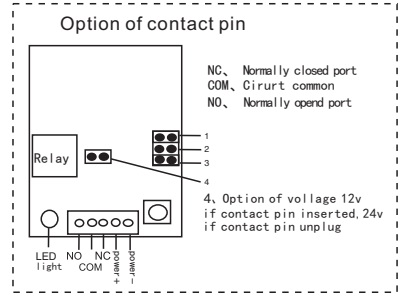 Option of contact pin
NC、 Normally closed port
COM、 Cirurt common
NO、 Normally opend port
1
2
3
Relay
4
4、Option of vollage 12v
if contact pin inserted, 24v
if contact pin unplug
LED
light
NO
COM
NC
power+
power−